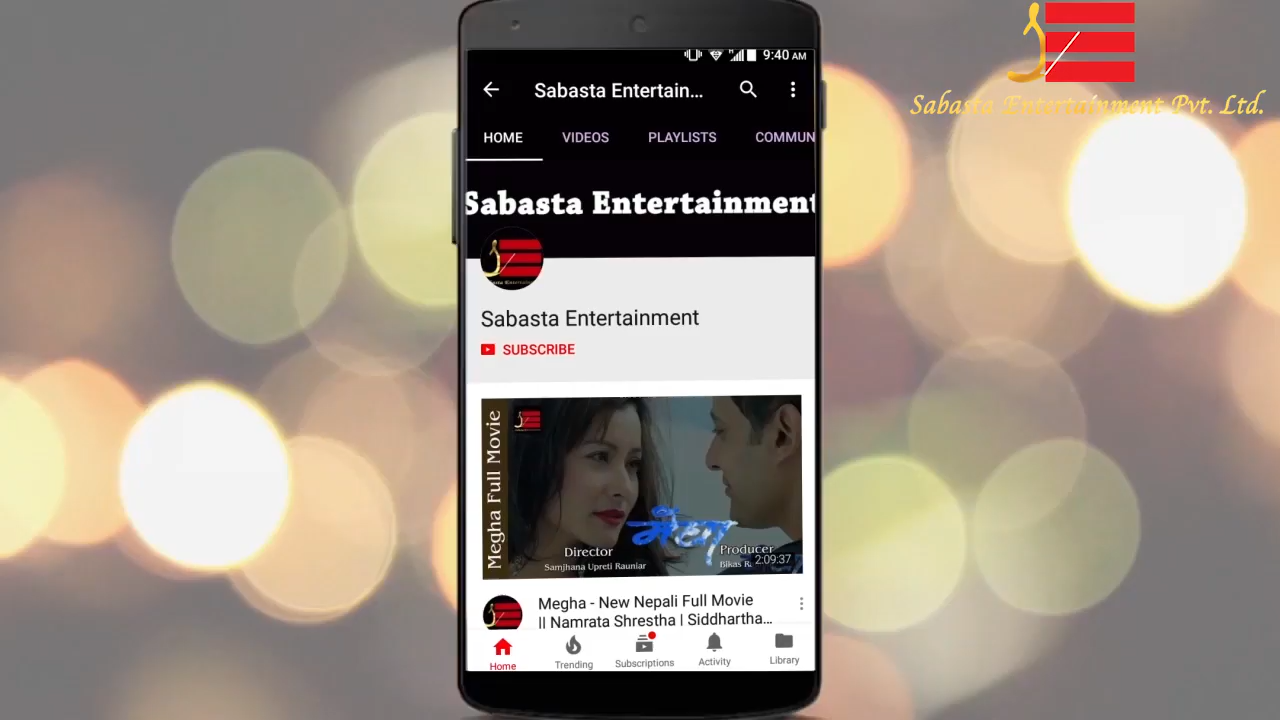 Sabasta Entertainment Pvt. Ltd.
9:40 AM
Sabasta Entertain...
HOME VIDEOS PLAYLISTS COMMUN
Sabasta Entertainment
Sabasta Entertainment
SUBSCRIBE
Megha Full Movie
मेघा
Director
Samjhana Upreti Rauniar
Producer
Bikas R
2:09:37
Megha - New Nepali Full Movie
|| Namrata Shrestha | Siddhartha...
Home Trending Subscriptions Activity Library